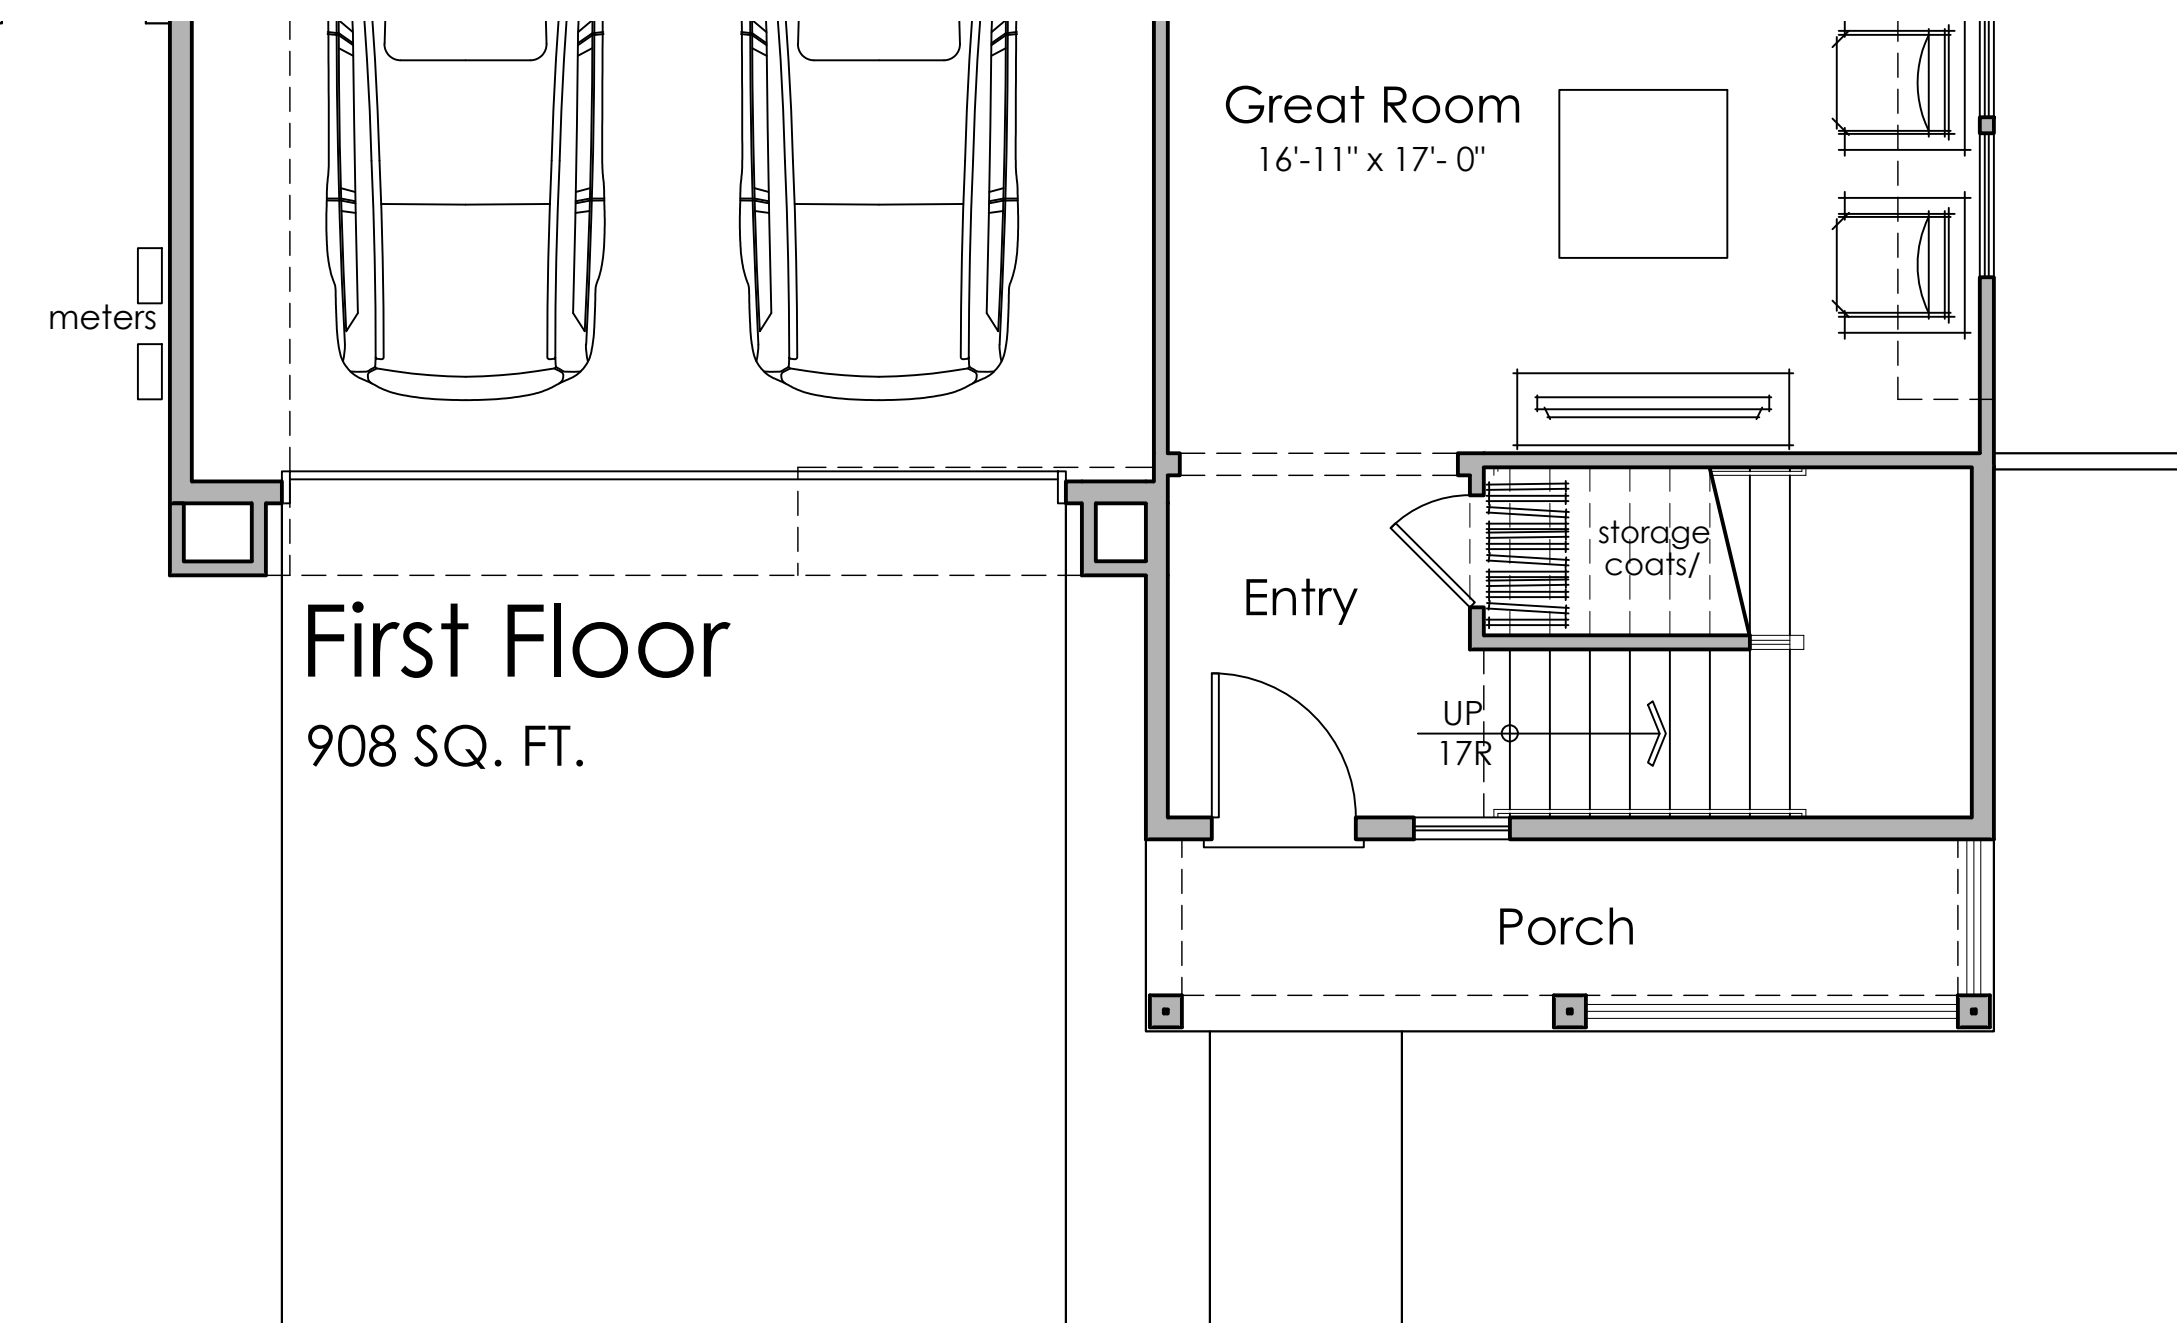 Great Room
16'-11" x 17'- 0"
meters
storage
coats/
Entry
First Floor
908 SQ. FT.
UP
17R
Porch